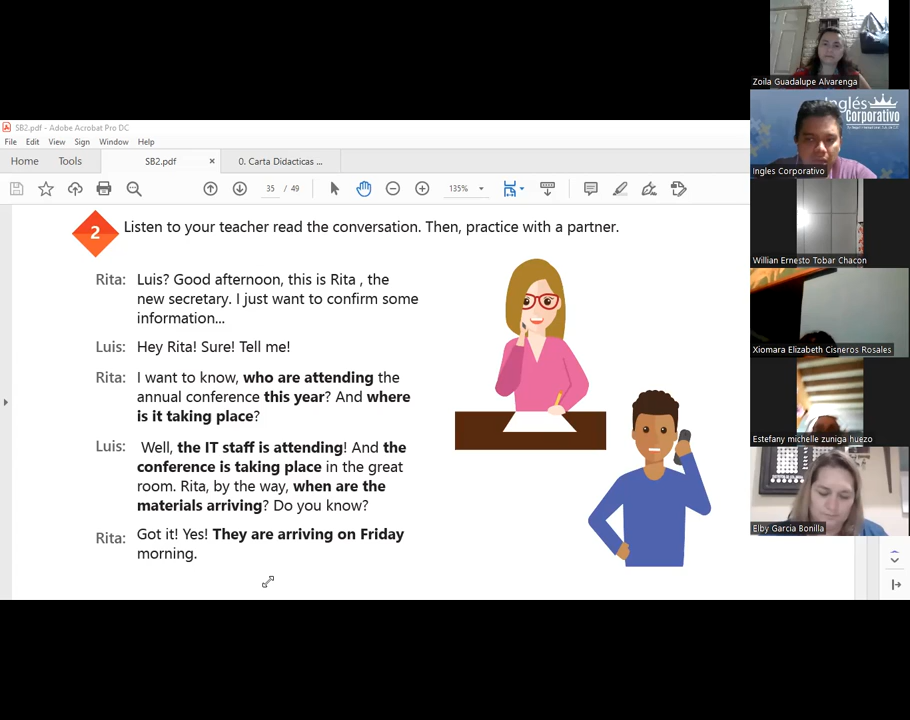 Zoila Guadalupe Alvarenga
SB2.pdf - Adobe Acrobat Pro DC
File Edit View Sign Window Help
Home Tools SB2.pdf × 0. Carta Didacticas ...
35 / 49 135%
2 Listen to your teacher read the conversation. Then, practice with a partner.
Rita: Luis? Good afternoon, this is Rita , the
new secretary. I just want to confirm some
information...
Luis: Hey Rita! Sure! Tell me!
Rita: I want to know, who are attending the
annual conference this year? And where
is it taking place?
Luis: Well, the IT staff is attending! And the
conference is taking place in the great
room. Rita, by the way, when are the
materials arriving? Do you know?
Rita: Got it! Yes! They are arriving on Friday
morning.
Inglés
Corporativo
Ingles Corporativo
Willian Ernesto Tobar Chacon
Xiomara Elizabeth Cisneros Rosales
Estefany michelle zuniga huezo
Elby Garcia Bonilla